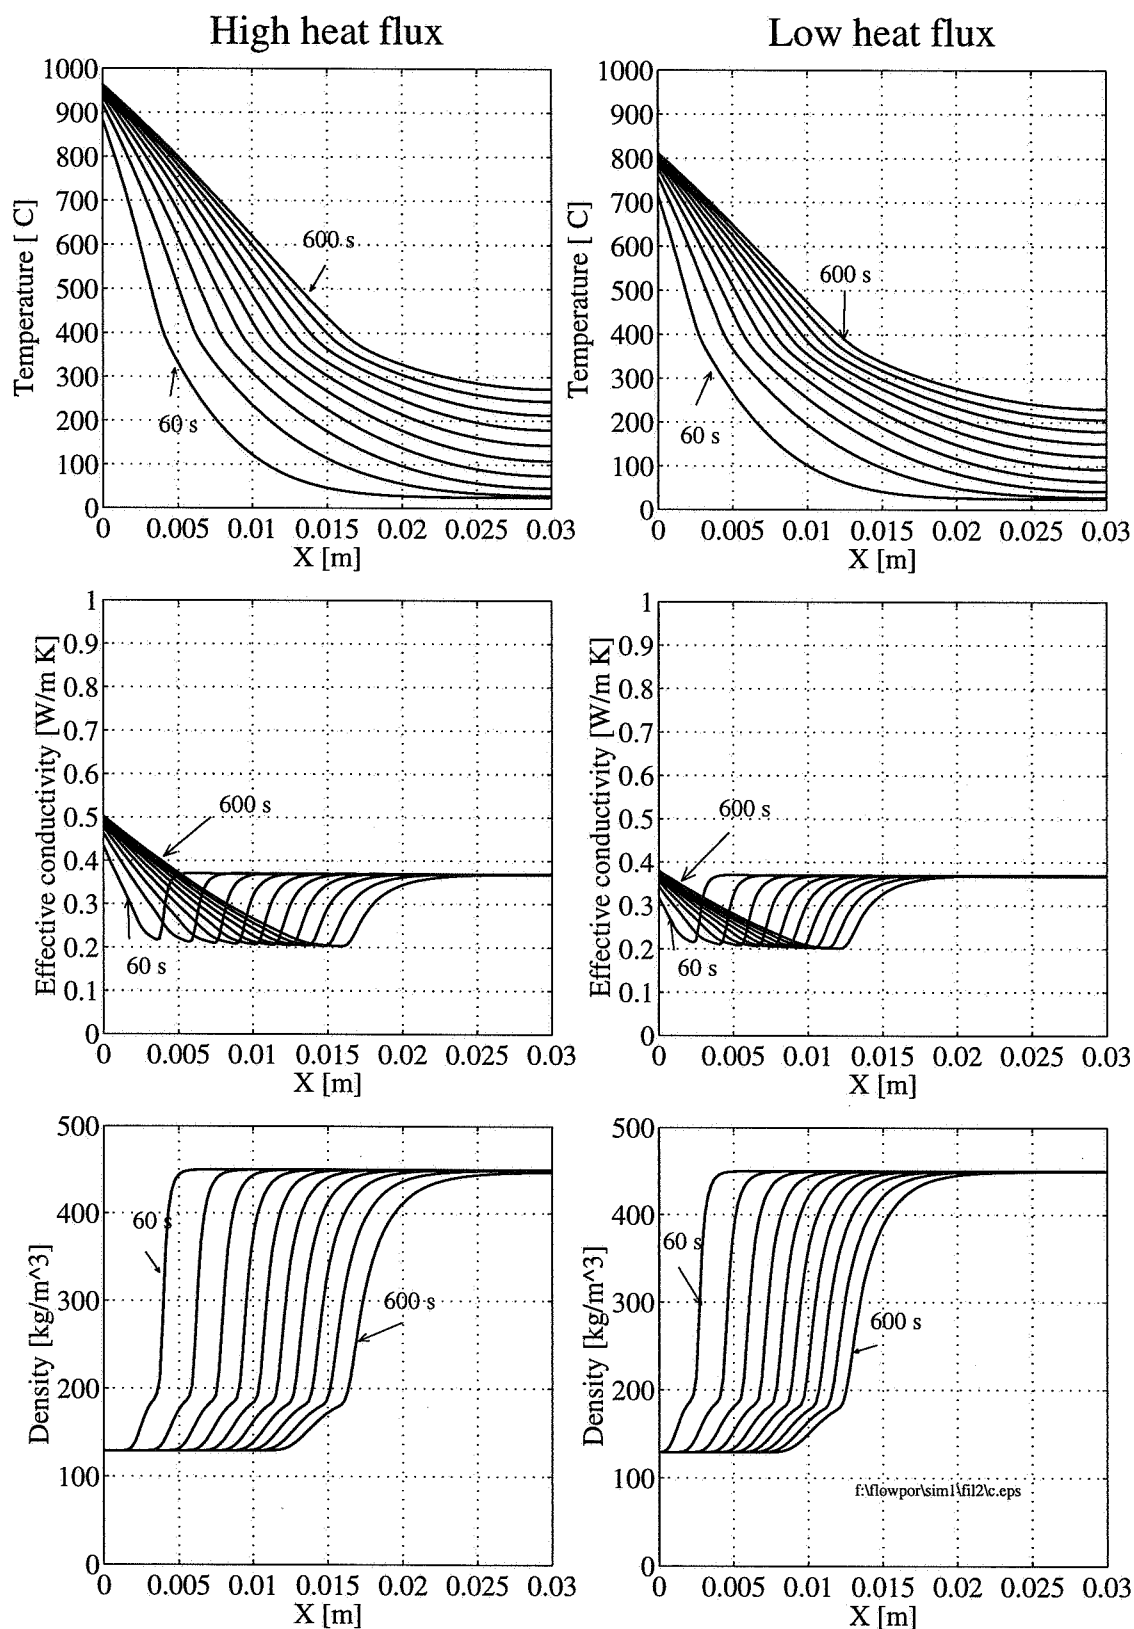 High heat flux
Low heat flux
1000
900
800
700
600
500
400
300
200
100
0
Temperature [ C]
600 s
60 s
0 0.005 0.01 0.015 0.02 0.025 0.03
X [m]
1000
900
800
700
600
500
400
300
200
100
0
Temperature [ C]
600 s
60 s
0 0.005 0.01 0.015 0.02 0.025 0.03
X [m]
1
0.9
0.8
0.7
0.6
0.5
0.4
0.3
0.2
0.1
0
Effective conductivity [W/m K]
600 s
60 s
0 0.005 0.01 0.015 0.02 0.025 0.03
X [m]
1
0.9
0.8
0.7
0.6
0.5
0.4
0.3
0.2
0.1
0
Effective conductivity [W/m K]
600 s
60 s
0 0.005 0.01 0.015 0.02 0.025 0.03
X [m]
500
400
300
200
100
0
Density [kg/m^3]
60 s
600 s
0 0.005 0.01 0.015 0.02 0.025 0.03
X [m]
500
400
300
200
100
0
Density [kg/m^3]
60 s
600 s
f:\flowpor\sim1\fil2\c.eps
0 0.005 0.01 0.015 0.02 0.025 0.03
X [m]